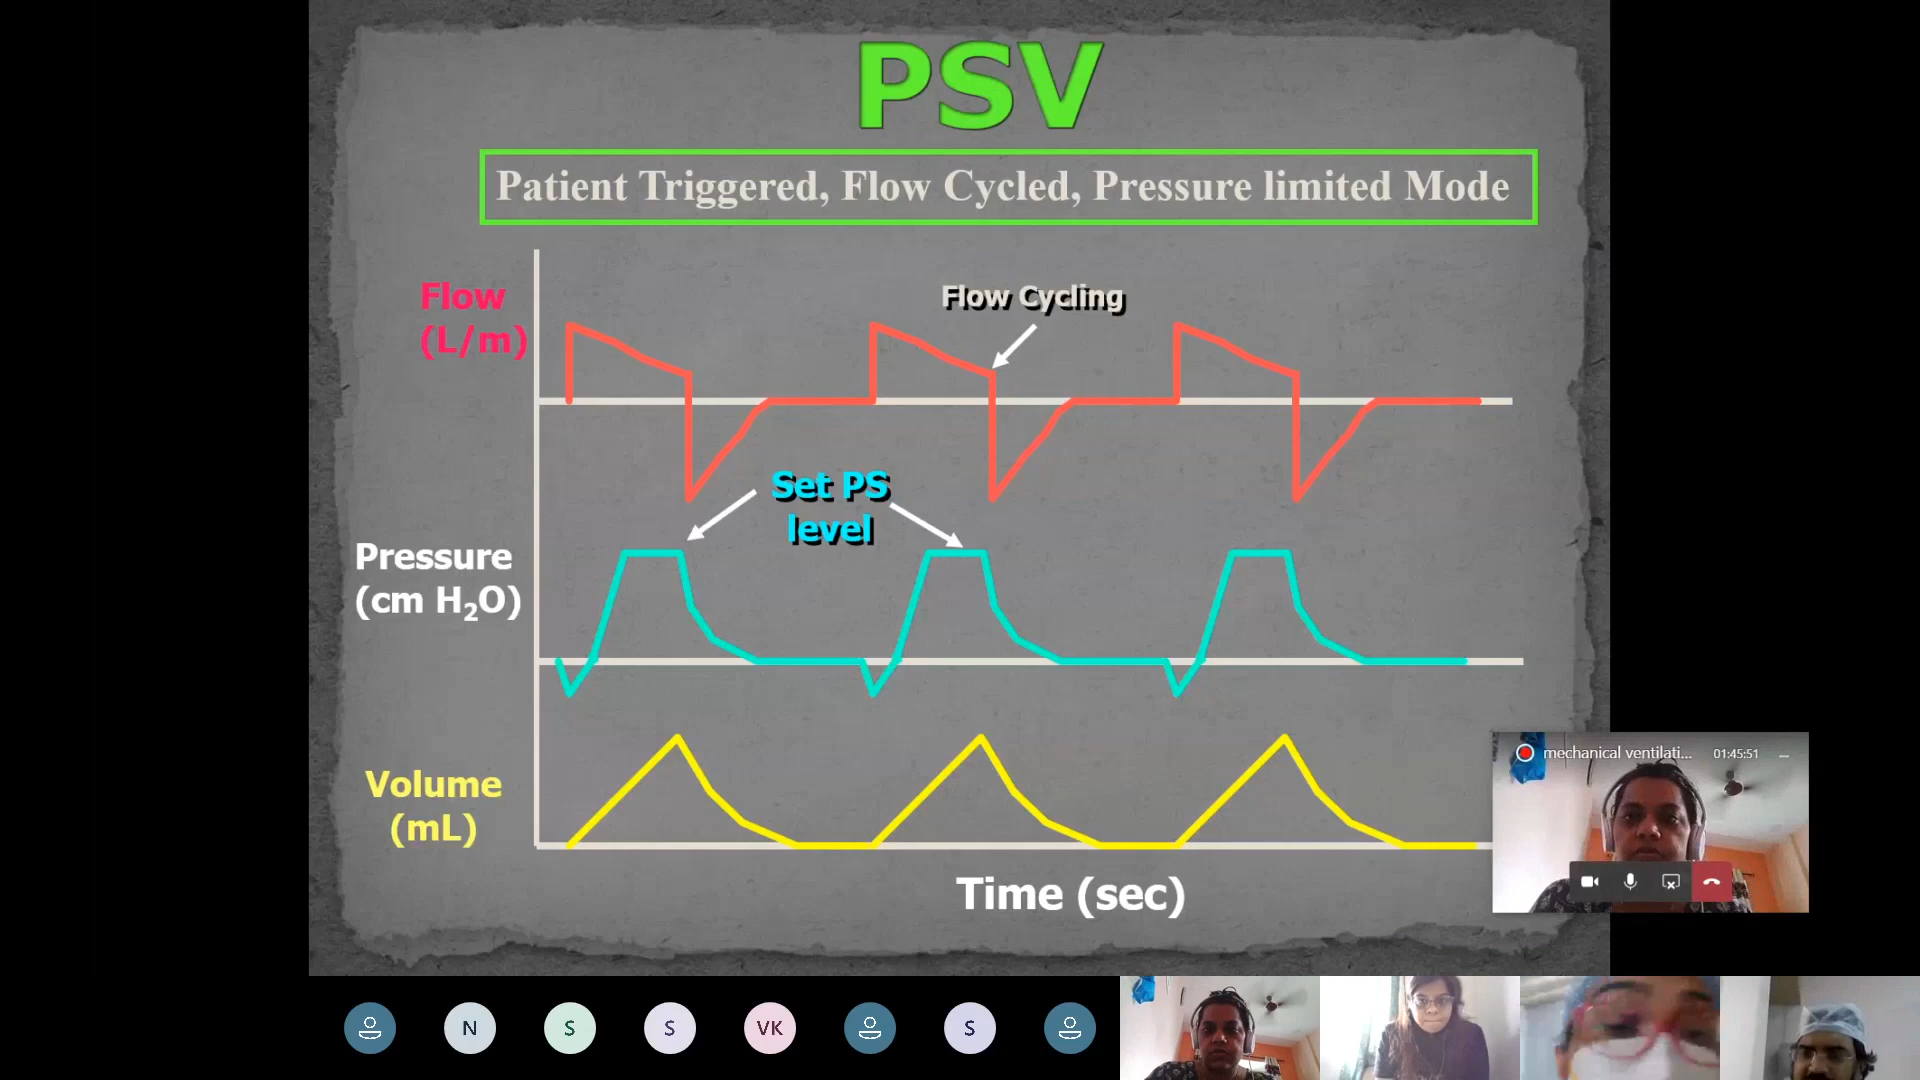 PSV
Patient Triggered, Flow Cycled, Pressure limited Mode
Flow
(L/m)
Flow Cycling
Set PS
level
Pressure
(cm H₂O)
Volume
(mL)
Time (sec)
mechanical ventilati... 01:45:51
N S S VK S